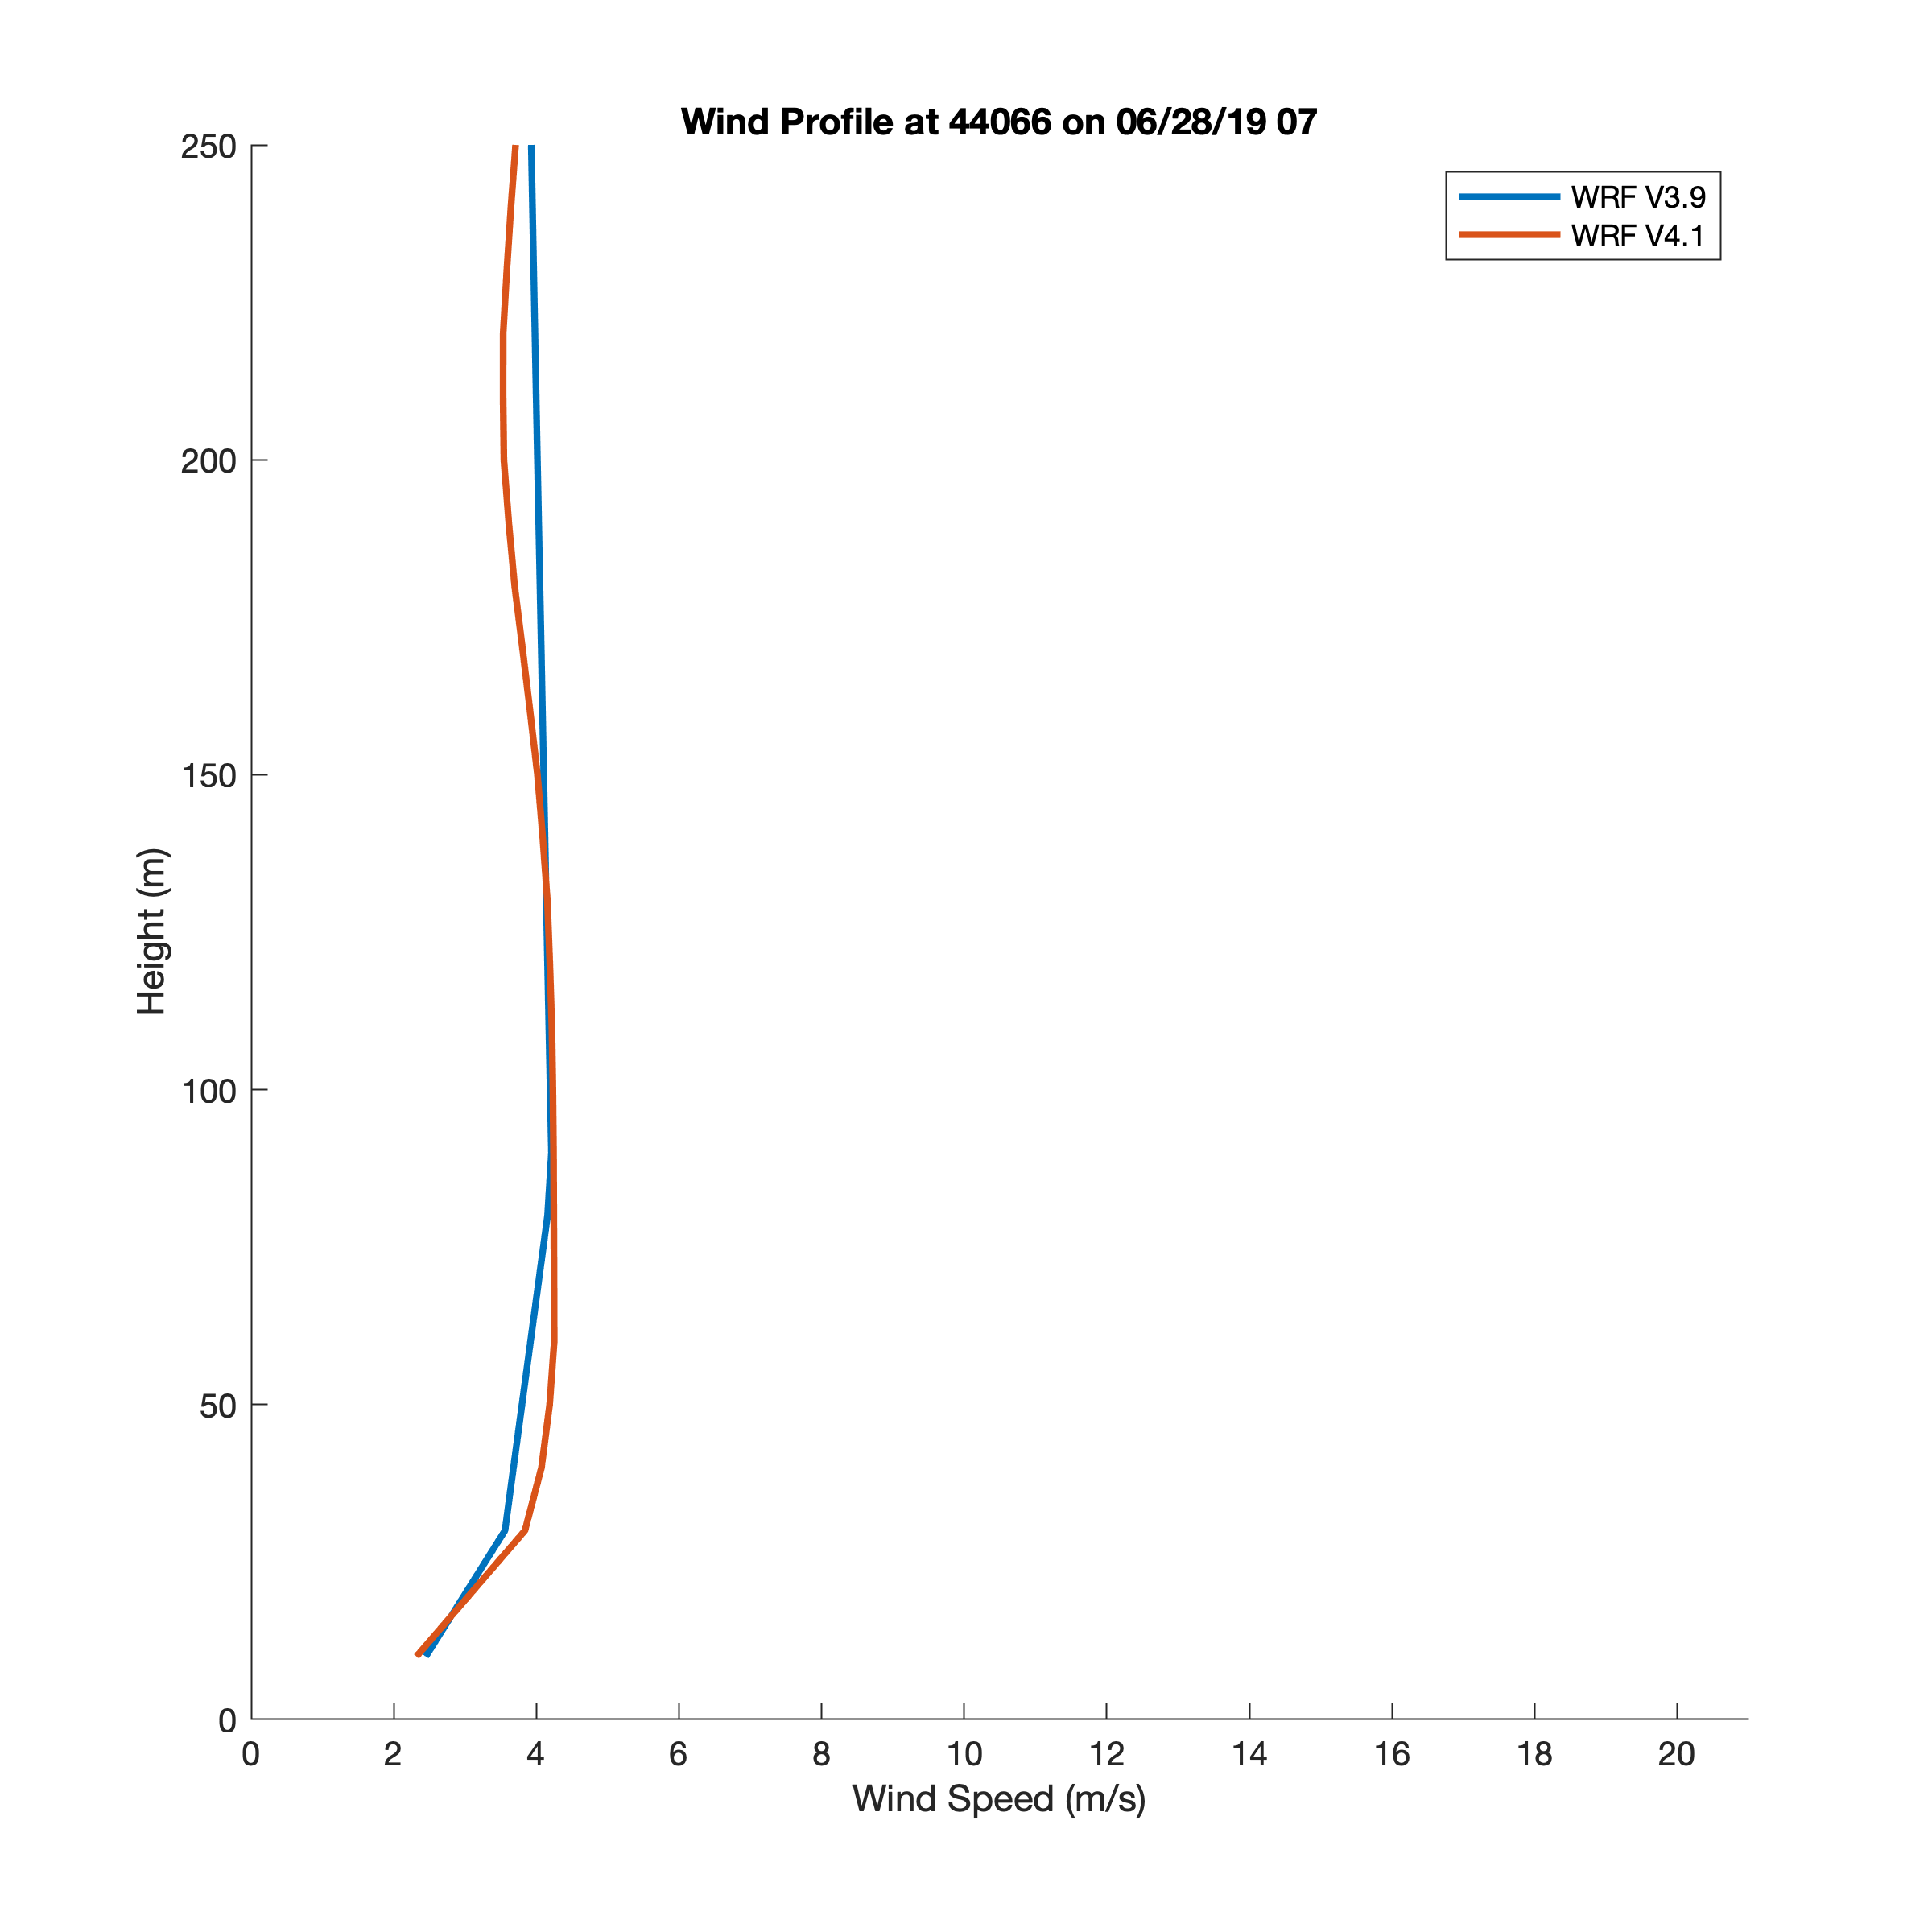 Wind Profile at 44066 on 06/28/19 07
WRF V3.9
WRF V4.1
250
200
150
100
50
0
Height (m)
0 2 4 6 8 10 12 14 16 18 20
Wind Speed (m/s)